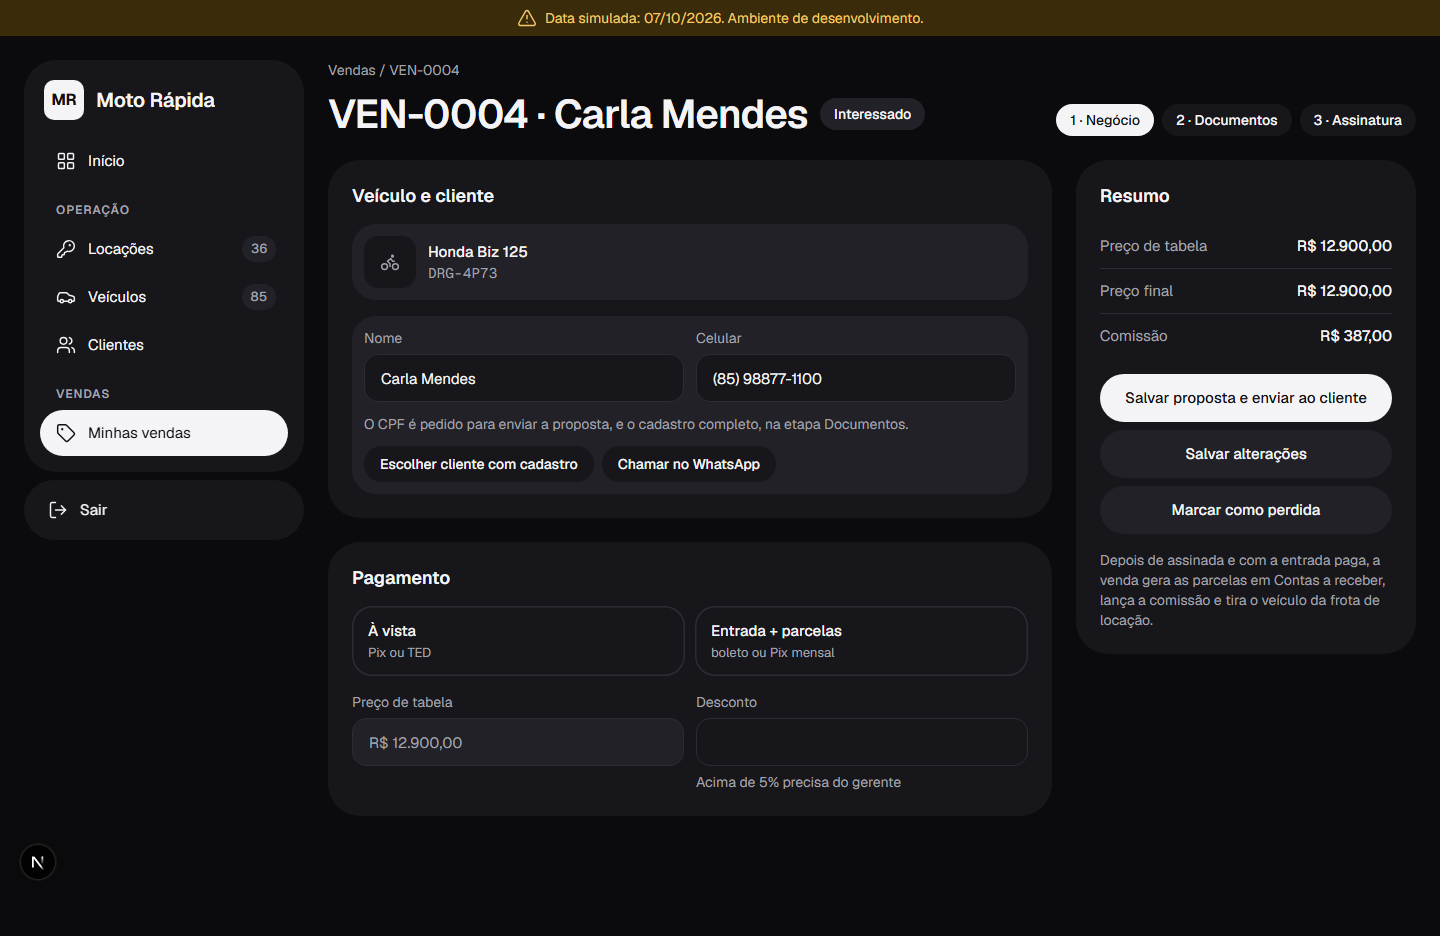 Data simulada: 07/10/2026. Ambiente de desenvolvimento.
MR
Moto Rápida
Início
OPERAÇÃO
Locações 36
Veículos 85
Clientes
VENDAS
Minhas vendas
Sair
Vendas / VEN-0004
VEN-0004 · Carla Mendes
Interessado
1 · Negócio
2 · Documentos
3 · Assinatura
Veículo e cliente
Honda Biz 125
DRG-4P73
Nome
Carla Mendes
Celular
(85) 98877-1100
O CPF é pedido para enviar a proposta, e o cadastro completo, na etapa Documentos.
Escolher cliente com cadastro
Chamar no WhatsApp
Pagamento
À vista
Pix ou TED
Entrada + parcelas
boleto ou Pix mensal
Preço de tabela
R$ 12.900,00
Desconto
Acima de 5% precisa do gerente
Resumo
Preço de tabela R$ 12.900,00
Preço final R$ 12.900,00
Comissão R$ 387,00
Salvar proposta e enviar ao cliente
Salvar alterações
Marcar como perdida
Depois de assinada e com a entrada paga, a
venda gera as parcelas em Contas a receber,
lança a comissão e tira o veículo da frota de
locação.
N